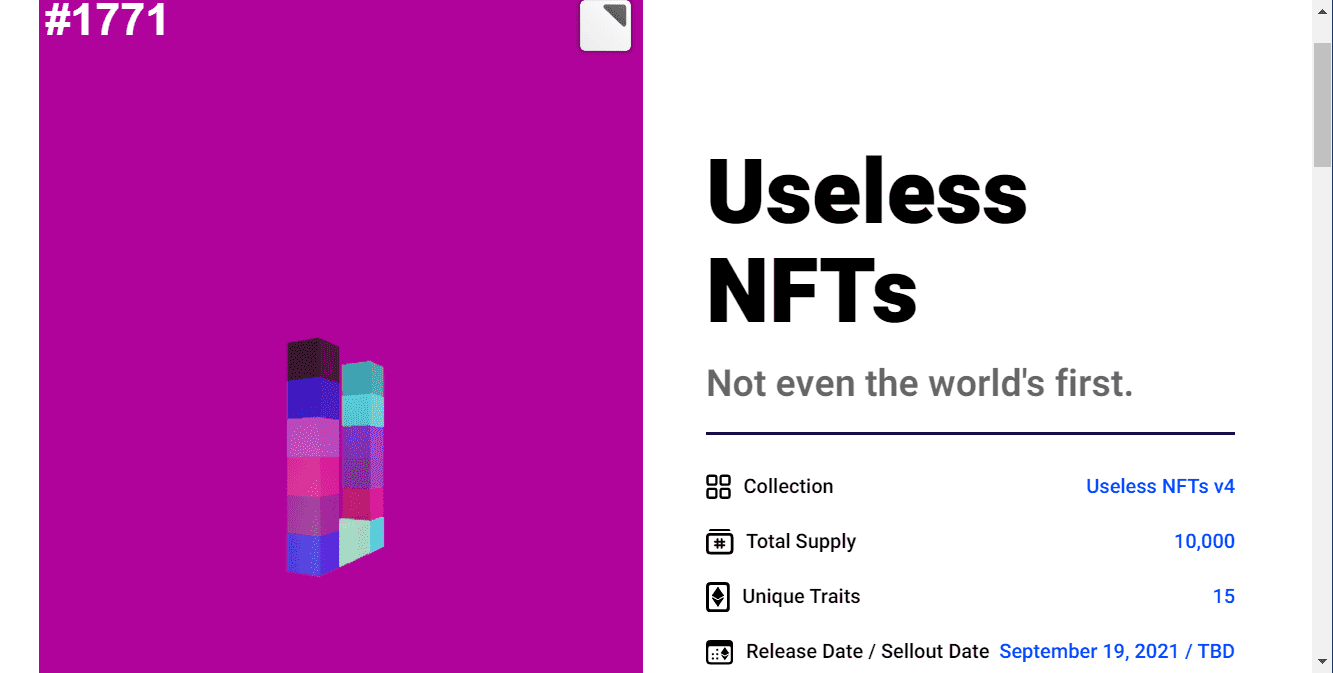 #1771
Useless
NFTs
Not even the world's first.
Collection Useless NFTs v4
Total Supply 10,000
Unique Traits 15
Release Date / Sellout Date September 19, 2021 / TBD